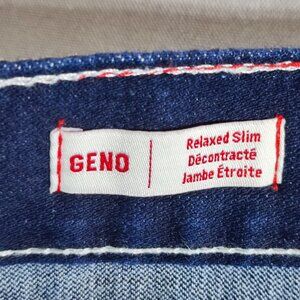 GENO
Relaxed Slim
Décontracté
Jambe Étroite